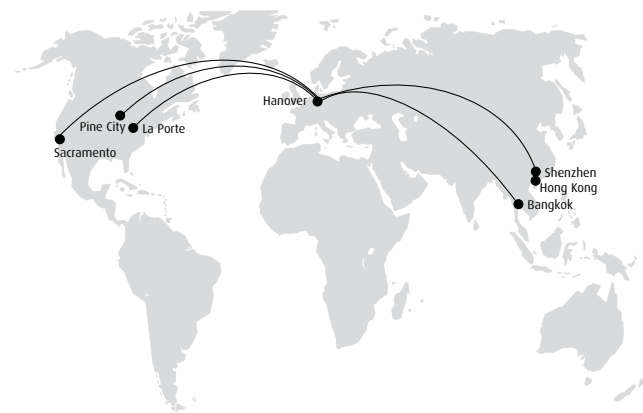 Hanover
Pine City
La Porte
Sacramento
Shenzhen
Hong Kong
Bangkok